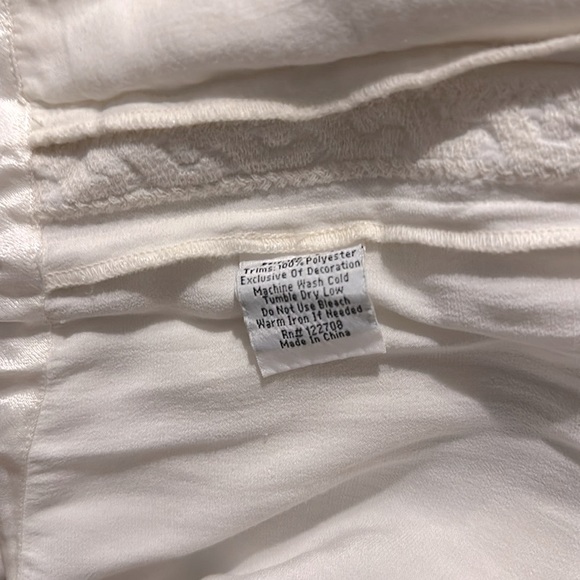 Trims: 100% Polyester
Exclusive Of Decoration
Machine Wash Cold
Tumble Dry Low
Do Not Use Bleach
Warm Iron If Needed
Rn# 122708
Made In China